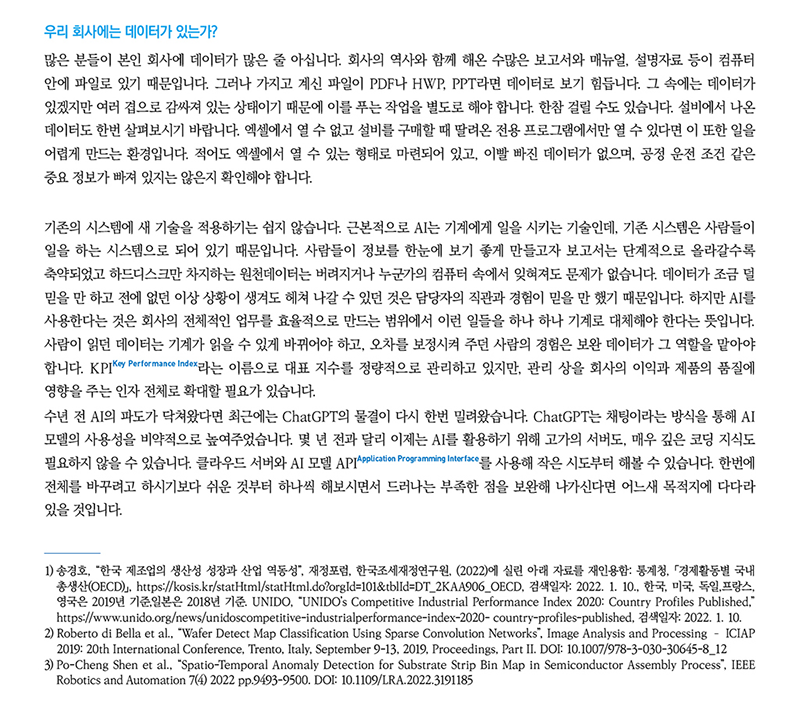 우리 회사에는 데이터가 있는가?
많은 분들이 본인 회사에 데이터가 많은 줄 아십니다. 회사의 역사와 함께 해온 수많은 보고서와 매뉴얼, 설명자료 등이 컴퓨터
안에 파일로 있기 때문입니다. 그러나 가지고 계신 파일이 PDF나 HWP, PPT라면 데이터로 보기 힘듭니다. 그 속에는 데이터가
있겠지만 여러 겹으로 감싸져 있는 상태이기 때문에 이를 푸는 작업을 별도로 해야 합니다. 한참 걸릴 수도 있습니다. 설비에서 나온
데이터도 한번 살펴보시기 바랍니다. 엑셀에서 열 수 없고 설비를 구매할 때 딸려온 전용 프로그램에서만 열 수 있다면 이 또한 일을
어렵게 만드는 환경입니다. 적어도 엑셀에서 열 수 있는 형태로 마련되어 있고, 이빨 빠진 데이터가 없으며, 공정 운전 조건 같은
중요 정보가 빠져 있지는 않은지 확인해야 합니다.
기존의 시스템에 새 기술을 적용하기는 쉽지 않습니다. 근본적으로 AI는 기계에게 일을 시키는 기술인데, 기존 시스템은 사람들이
일을 하는 시스템으로 되어 있기 때문입니다. 사람들이 정보를 한눈에 보기 좋게 만들고자 보고서는 단계적으로 올라갈수록
축약되었고 하드디스크만 차지하는 원천데이터는 버려지거나 누군가의 컴퓨터 속에서 잊혀져도 문제가 없습니다. 데이터가 조금 덜
믿을 만 하고 전에 없던 이상 상황이 생겨도 헤쳐 나갈 수 있던 것은 담당자의 직관과 경험이 믿을 만 했기 때문입니다. 하지만 AI를
사용한다는 것은 회사의 전체적인 업무를 효율적으로 만드는 범위에서 이런 일들을 하나 하나 기계로 대체해야 한다는 뜻입니다.
사람이 읽던 데이터는 기계가 읽을 수 있게 바뀌어야 하고, 오차를 보정시켜 주던 사람의 경험은 보완 데이터가 그 역할을 맡아야
합니다. KPI Key Performance Index라는 이름으로 대표 지수를 정량적으로 관리하고 있지만, 관리 상을 회사의 이익과 제품의 품질에
영향을 주는 인자 전체로 확대할 필요가 있습니다.
수년 전 AI의 파도가 닥쳐왔다면 최근에는 ChatGPT의 물결이 다시 한번 밀려왔습니다. ChatGPT는 채팅이라는 방식을 통해 AI
모델의 사용성을 비약적으로 높여주었습니다. 몇 년 전과 달리 이제는 AI를 활용하기 위해 고가의 서버도, 매우 깊은 코딩 지식도
필요하지 않을 수 있습니다. 클라우드 서버와 AI 모델 API Application Programming Interface를 사용해 작은 시도부터 해볼 수 있습니다. 한번에
전체를 바꾸려고 하시기보다 쉬운 것부터 하나씩 해보시면서 드러나는 부족한 점을 보완해 나가신다면 어느새 목적지에 다다라
있을 것입니다.
1) 송경호, “한국 제조업의 생산성 성장과 산업 역동성”, 재정포럼, 한국조세재정연구원, (2022)에 실린 아래 자료를 재인용함: 통계청, 「경제활동별 국내
총생산(OECD)」, https://kosis.kr/statHtml/statHtml.do?orgId=101&tblId=DT_2KAA906_OECD, 검색일자: 2022. 1. 10., 한국, 미국, 독일,프랑스,
영국은 2019년 기준,일본은 2018년 기준. UNIDO, “UNIDO’s Competitive Industrial Performance Index 2020: Country Profiles Published,”
https://www.unido.org/news/unidoscompetitive-industrialperformance-index-2020- country-profiles-published, 검색일자: 2022. 1. 10.
2) Roberto di Bella et al., “Wafer Detect Map Classification Using Sparse Convolution Networks”, Image Analysis and Processing – ICIAP
2019: 20th International Conference, Trento, Italy, September 9-13, 2019, Proceedings, Part II. DOI: 10.1007/978-3-030-30645-8_12
3) Po-Cheng Shen et al., “Spatio-Temporal Anomaly Detection for Substrate Strip Bin Map in Semiconductor Assembly Process”, IEEE
Robotics and Automation 7(4) 2022 pp.9493-9500. DOI: 10.1109/LRA.2022.3191185